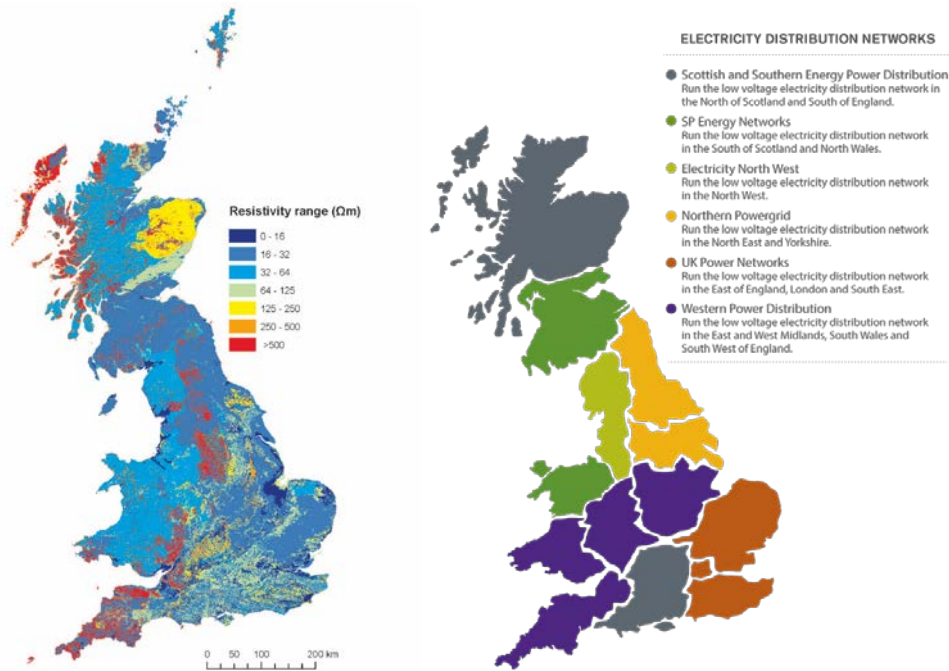 Resistivity range (Ωm)
0 - 16
16 - 32
32 - 64
64 - 125
125 - 250
250 - 500
>500
0 50 100 200 km
ELECTRICITY DISTRIBUTION NETWORKS
Scottish and Southern Energy Power Distribution
Run the low voltage electricity distribution network in
the North of Scotland and South of England.
SP Energy Networks
Run the low voltage electricity distribution network
in the South of Scotland and North Wales.
Electricity North West
Run the low voltage electricity distribution network
in the North West.
Northern Powergrid
Run the low voltage electricity distribution network
in the North East and Yorkshire.
UK Power Networks
Run the low voltage electricity distribution network
in the East of England, London and South East.
Western Power Distribution
Run the low voltage electricity distribution network
in the East and West Midlands, South Wales and
South West of England.